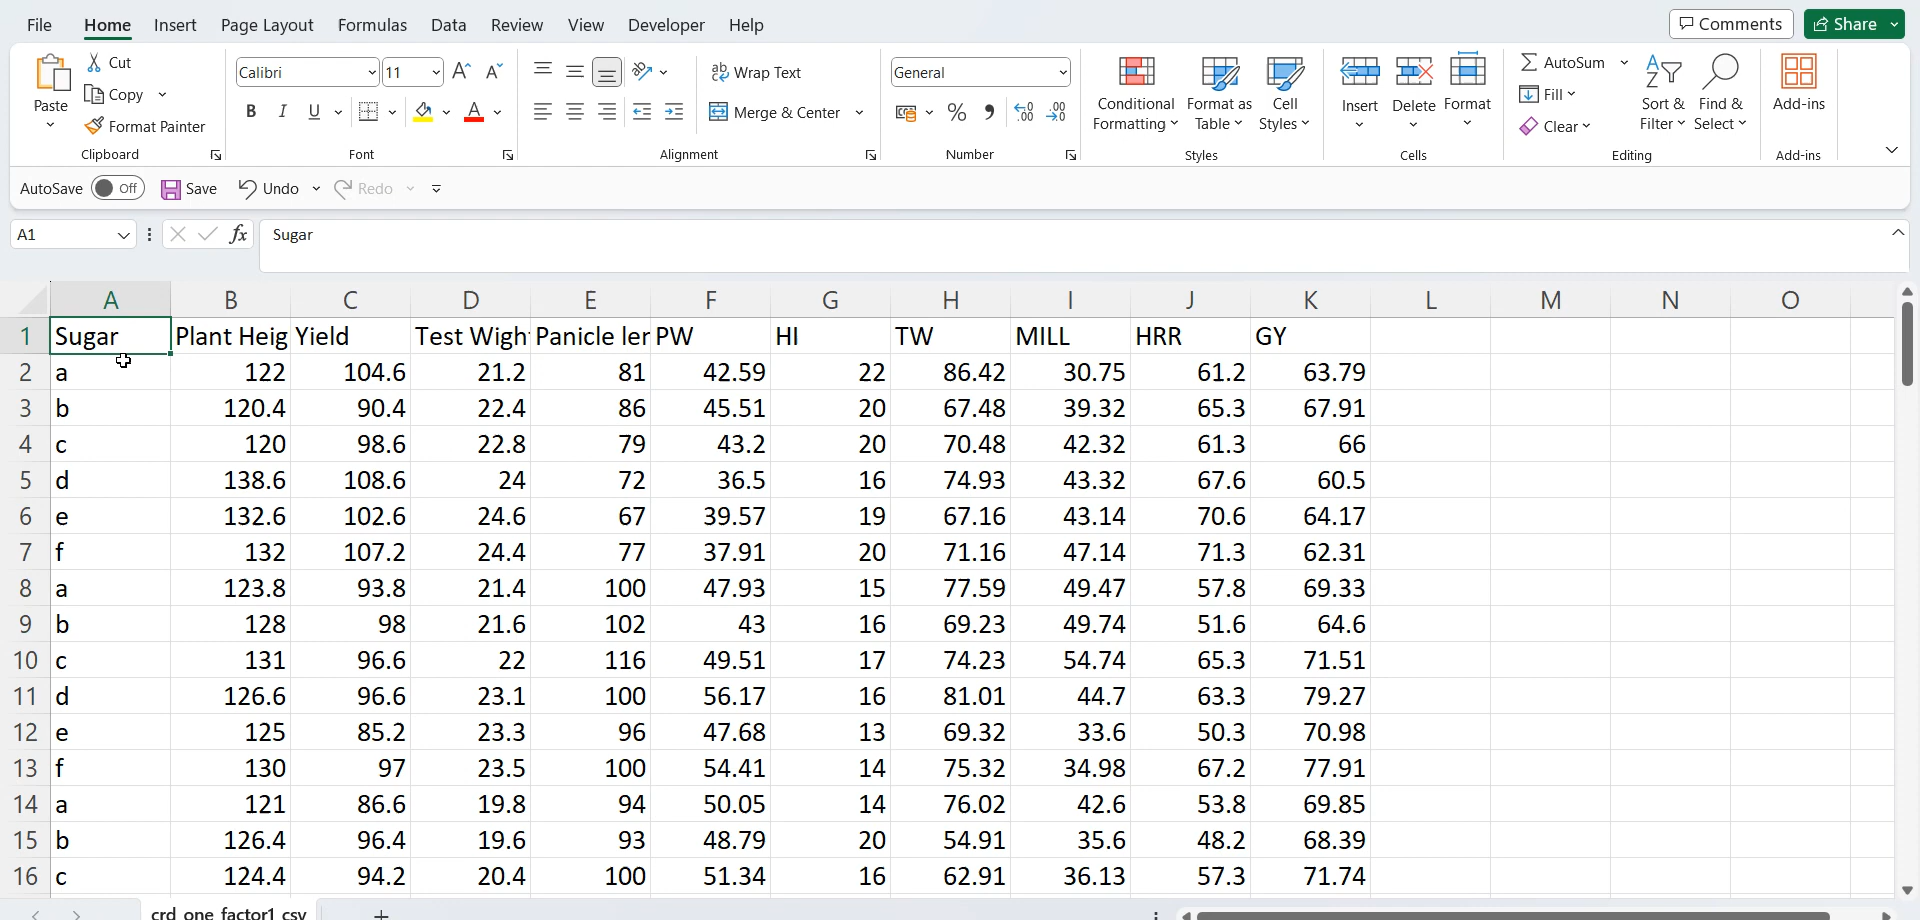 File Home Insert Page Layout Formulas Data Review View Developer Help Comments Share
Paste Cut Copy Format Painter Clipboard
Calibri 11 B I U A Font
Wrap Text Merge & Center Alignment
General % Number
Conditional Formatting Format as Table Cell Styles Styles
Insert Delete Format Cells
AutoSum Fill Clear Sort & Filter Find & Select Editing
Add-ins Add-ins
AutoSave Off Save Undo Redo
A1 fx Sugar
A B C D E F G H I J K L M N O
1 Sugar Plant Heig Yield Test Wigh Panicle ler PW HI TW MILL HRR GY
2 a 122 104.6 21.2 81 42.59 22 86.42 30.75 61.2 63.79
3 b 120.4 90.4 22.4 86 45.51 20 67.48 39.32 65.3 67.91
4 c 120 98.6 22.8 79 43.2 20 70.48 42.32 61.3 66
5 d 138.6 108.6 24 72 36.5 16 74.93 43.32 67.6 60.5
6 e 132.6 102.6 24.6 67 39.57 19 67.16 43.14 70.6 64.17
7 f 132 107.2 24.4 77 37.91 20 71.16 47.14 71.3 62.31
8 a 123.8 93.8 21.4 100 47.93 15 77.59 49.47 57.8 69.33
9 b 128 98 21.6 102 43 16 69.23 49.74 51.6 64.6
10 c 131 96.6 22 116 49.51 17 74.23 54.74 65.3 71.51
11 d 126.6 96.6 23.1 100 56.17 16 81.01 44.7 63.3 79.27
12 e 125 85.2 23.3 96 47.68 13 69.32 33.6 50.3 70.98
13 f 130 97 23.5 100 54.41 14 75.32 34.98 67.2 77.91
14 a 121 86.6 19.8 94 50.05 14 76.02 42.6 53.8 69.85
15 b 126.4 96.4 19.6 93 48.79 20 54.91 35.6 48.2 68.39
16 c 124.4 94.2 20.4 100 51.34 16 62.91 36.13 57.3 71.74
crd_one_factor1_csv